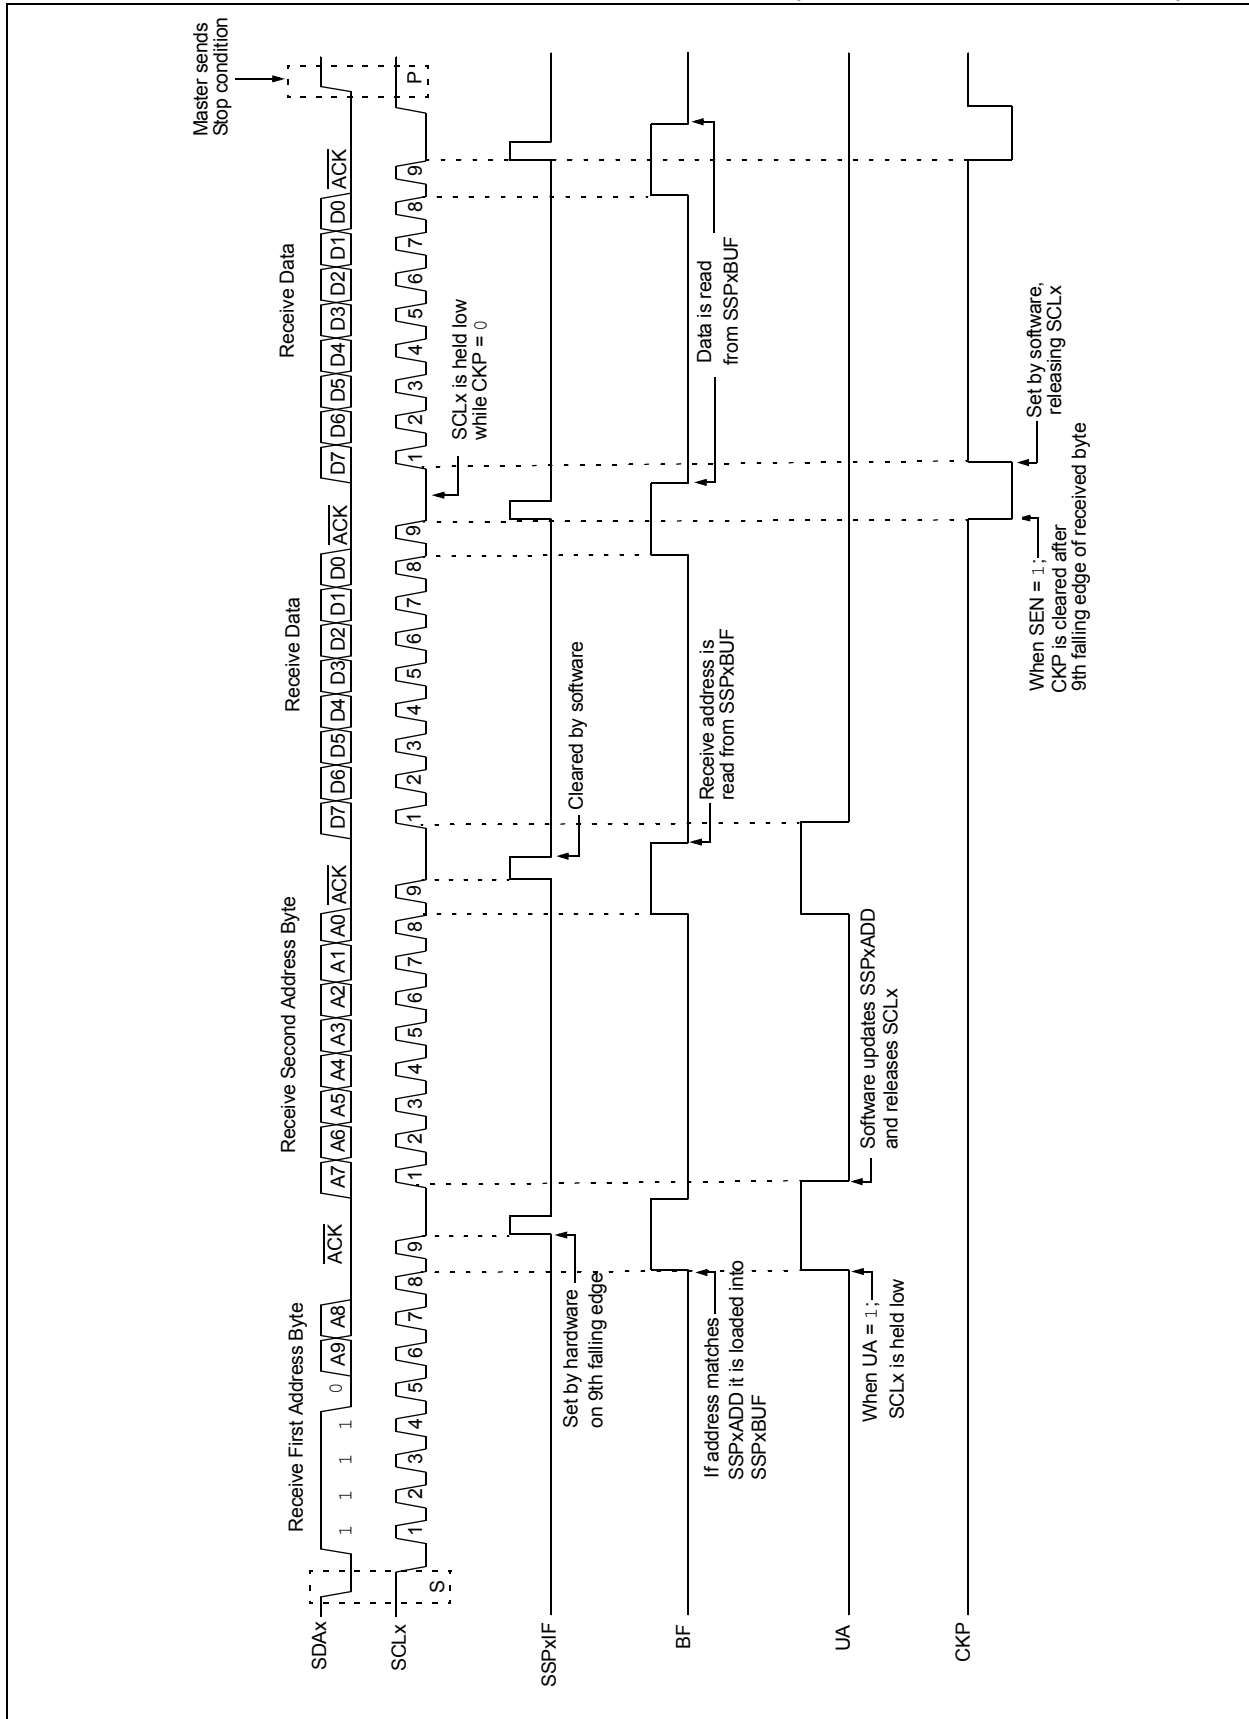 Master sends
Stop condition
Receive First Address Byte
Receive Second Address Byte
Receive Data
Receive Data
SDAx
1 1 1 1 0 A9 A8 ACK
A7 A6 A5 A4 A3 A2 A1 A0 ACK
D7 D6 D5 D4 D3 D2 D1 D0 ACK
D7 D6 D5 D4 D3 D2 D1 D0 ACK
SCLx
S
1 2 3 4 5 6 7 8 9
1 2 3 4 5 6 7 8 9
1 2 3 4 5 6 7 8 9
1 2 3 4 5 6 7 8 9
P
SCLx is held low
while CKP = 0
SSPxIF
Set by hardware
on 9th falling edge
Cleared by software
BF
If address matches
SSPxADD it is loaded into
SSPxBUF
Receive address is
read from SSPxBUF
Data is read
from SSPxBUF
UA
When UA = 1;
SCLx is held low
Software updates SSPxADD
and releases SCLx
CKP
When SEN = 1;
CKP is cleared after
9th falling edge of received byte
Set by software,
releasing SCLx